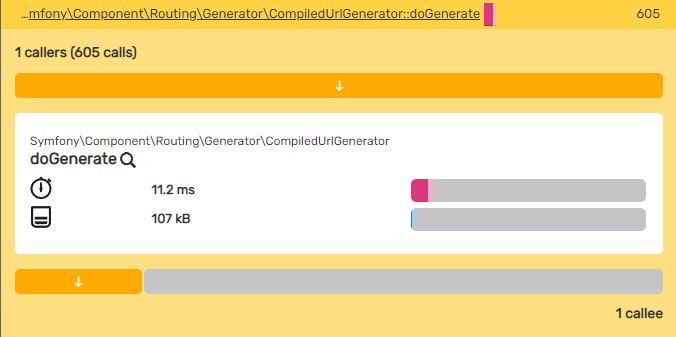 ...mfony\Component\Routing\Generator\CompiledUrlGenerator::doGenerate 605
1 callers (605 calls)
↓
Symfony\Component\Routing\Generator\CompiledUrlGenerator
doGenerate
11.2 ms
107 kB
↓
1 callee